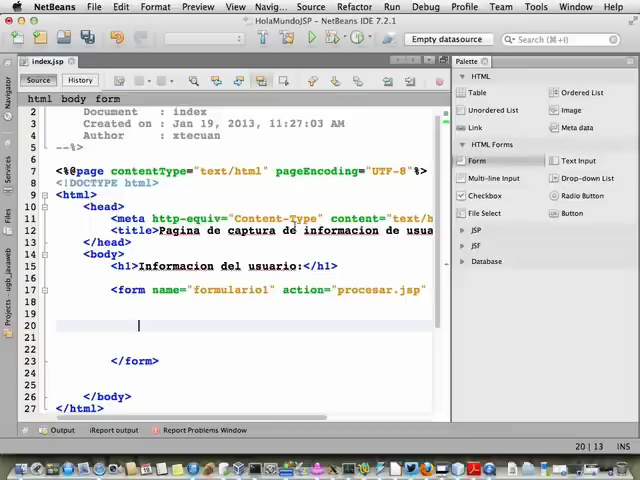 NetBeans File Edit View Navig... Source Refactor Run Debug Profile Team Tools Window Help
HolaMundoJSP - NetBeans IDE 7.2.1
Empty datasource
Search (⌘+I)
index.jsp
Source History
html body form
2 Document : index
3 Created on : Jan 19, 2013, 11:27:03 AM
4 Author : xtecuan
5 --%>
6
7 <%@page contentType="text/html" pageEncoding="UTF-8"%>
8 <!DOCTYPE html>
9 <html>
10 <head>
11 <meta http-equiv="Content-Type" content="text/h
12 <title>Pagina de captura de informacion de usua
13 </head>
14 <body>
15 <h1>Informacion del usuario:</h1>
16
17 <form name="formulario1" action="procesar.jsp"
18
19
20
21
22
23 </form>
24
25
26 </body>
27 </html>
Navigator
Services
Files
ugb_javaweb
Projects
Palette
HTML
Table Ordered List
Unordered List Image
Link Meta data
HTML Forms
Form Text Input
Multi-line Input Drop-down List
Checkbox Radio Button
File Select Button
JSP
JSF
Database
Output iReport output Report Problems Window
20 | 13 INS